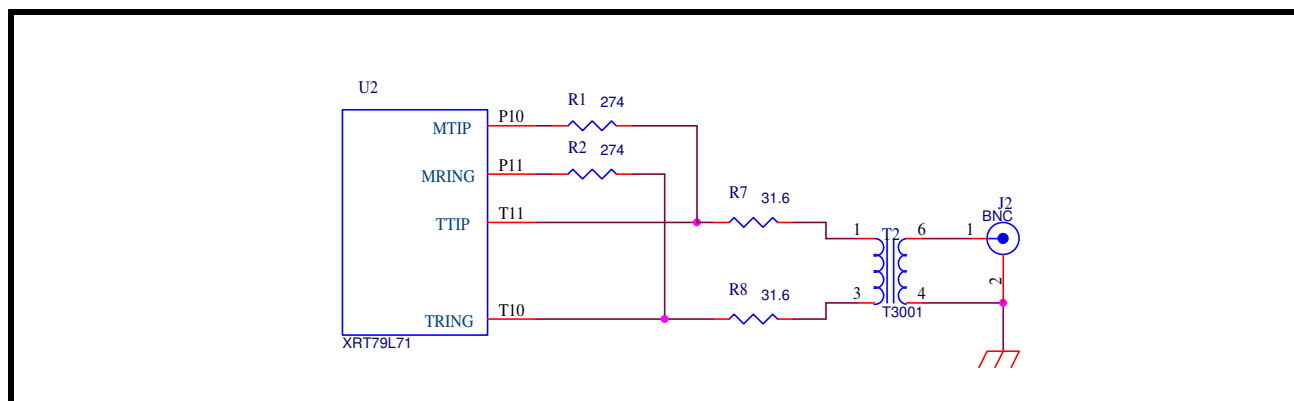 U2
R1 274
MTIP P10
R2 274
MRING P11
R7 31.6
TTIP T11
J2
BNC
1 T2 6 1
R8 31.6
3 4 2
T3001
TRING T10
XRT79L71